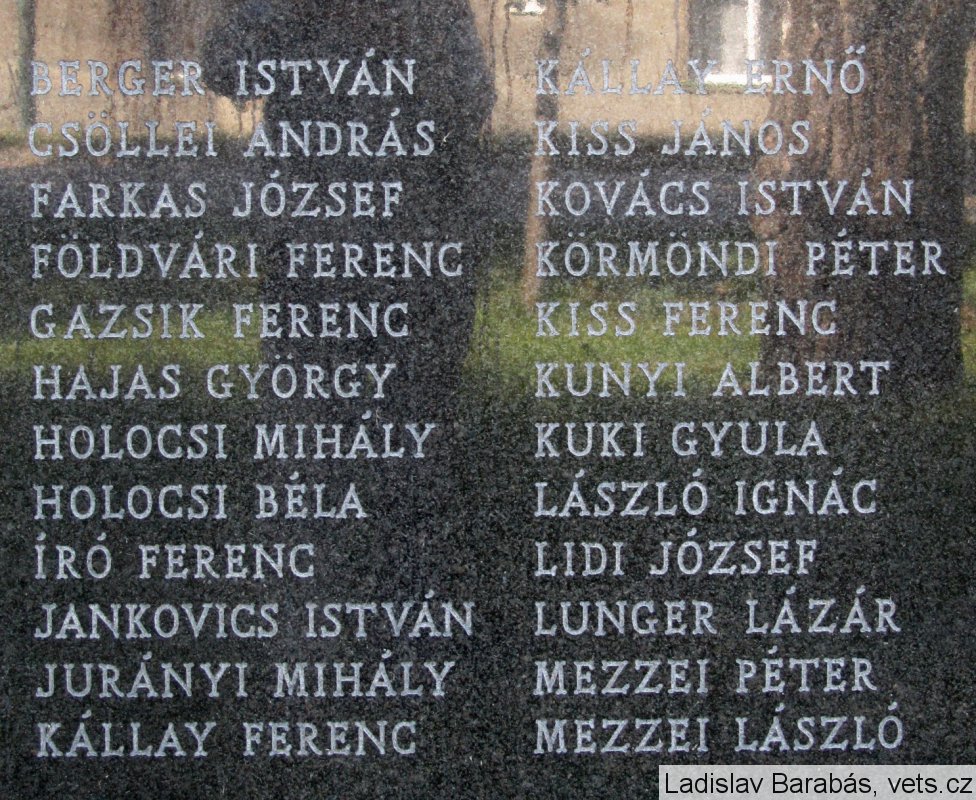 BERGER ISTVÁN
CSÖLLEI ANDRÁS
FARKAS JÓZSEF
FÖLDVÁRI FERENC
GAZSIK FERENC
HAJAS GYÖRGY
HOLOCSI MIHÁLY
HOLOCSI BÉLA
ÍRÓ FERENC
JANKOVICS ISTVÁN
JURÁNYI MIHÁLY
KÁLLAY FERENC
KÁLLAY ERNŐ
KISS JÁNOS
KOVÁCS ISTVÁN
KÖRMÖNDI PÉTER
KISS FERENC
KUNYI ALBERT
KUKI GYULA
LÁSZLÓ IGNÁC
LIDI JÓZSEF
LUNGER LÁZÁR
MEZZEI PÉTER
MEZZEI LÁSZLÓ
Ladislav Barabás, vets.cz